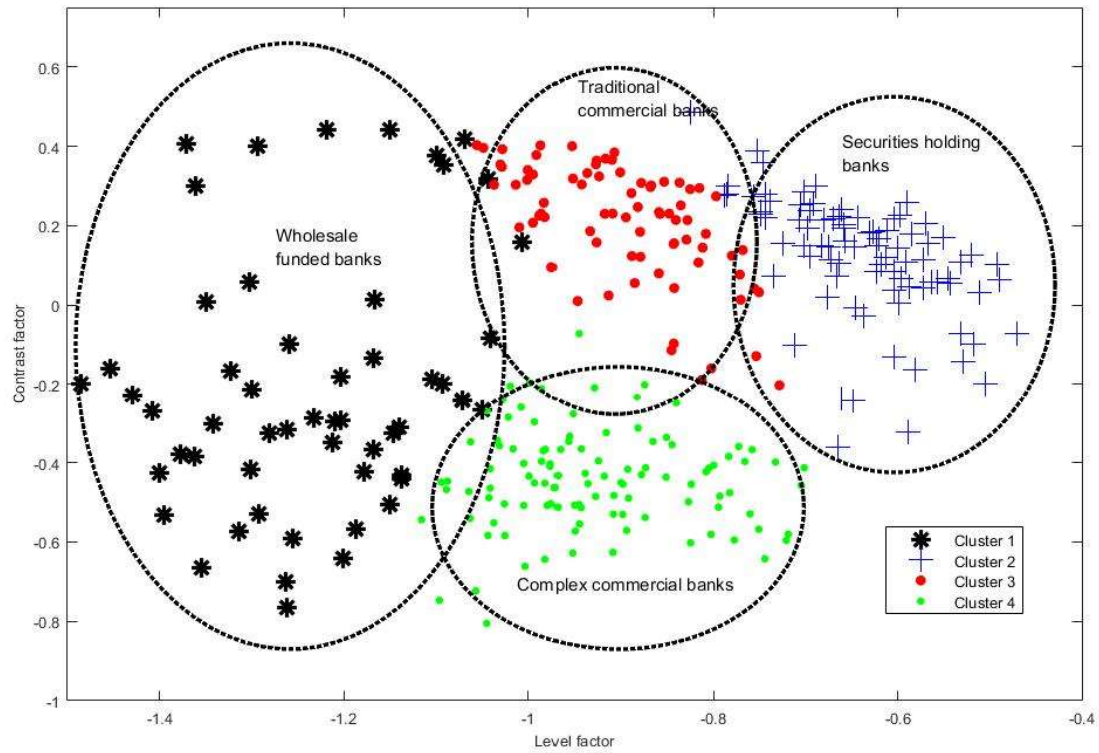 0.6
0.4
0.2
0
-0.2
-0.4
-0.6
-0.8
-1
Contrast factor
Traditional
commercial banks
Securities holding
banks
Wholesale
funded banks
Complex commercial banks
Cluster 1
Cluster 2
Cluster 3
Cluster 4
-1.4
-1.2
-1
-0.8
-0.6
-0.4
Level factor